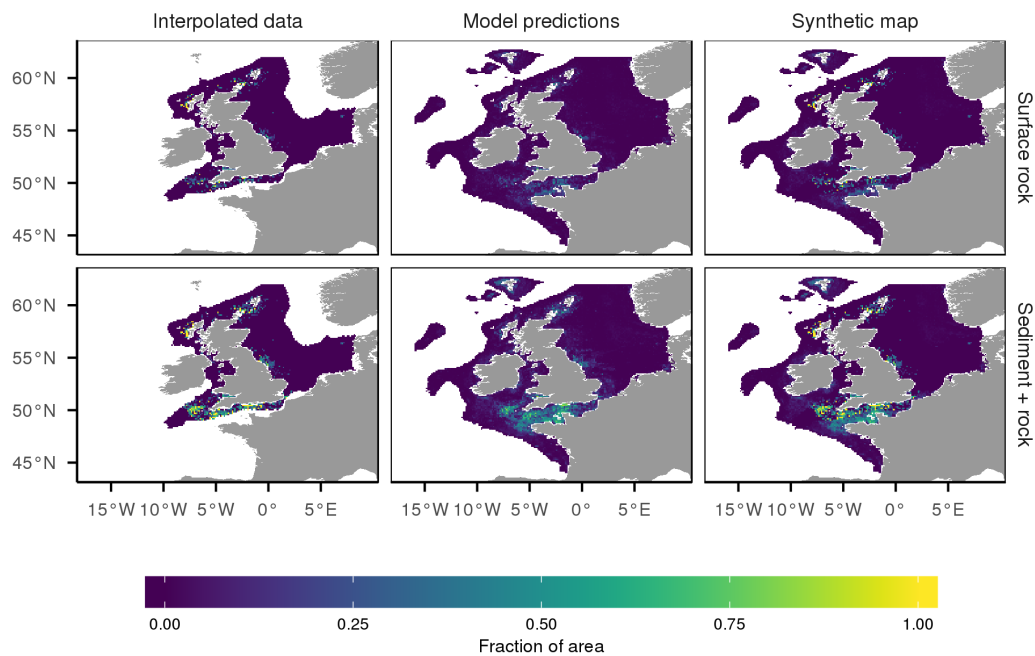 Interpolated data Model predictions Synthetic map
60°N
55°N
50°N
45°N
Surface rock
60°N
55°N
50°N
45°N
Sediment + rock
15°W 10°W 5°W 0° 5°E 15°W 10°W 5°W 0° 5°E 15°W 10°W 5°W 0° 5°E
0.00 0.25 0.50 0.75 1.00
Fraction of area